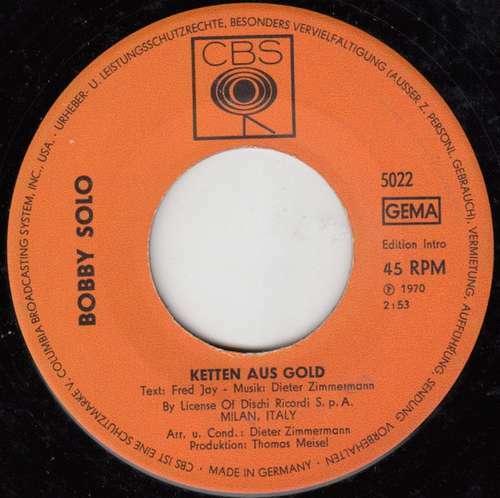 CBS
BOBBY SOLO
5022
GEMA
Edition Intro
45 RPM
Ⓟ 1970
2:53
KETTEN AUS GOLD
Text: Fred Jay - Musik: Dieter Zimmermann
By License Of Dischi Ricordi S. p. A.
MILAN, ITALY
Arr. u. Cond.: Dieter Zimmermann
Produktion: Thomas Meisel
CBS IST EINE SCHUTZMARKE V. COLUMBIA BROADCASTING SYSTEM, INC., USA. · URHEBER- U. LEISTUNGSSCHUTZRECHTE, BESONDERS VERVIELFÄLTIGUNG (AUSSER Z. PERSÖNL. GEBRAUCH), VERMIETUNG, AUFFÜHRUNG, SENDUNG VORBEHALTEN. · MADE IN GERMANY ·